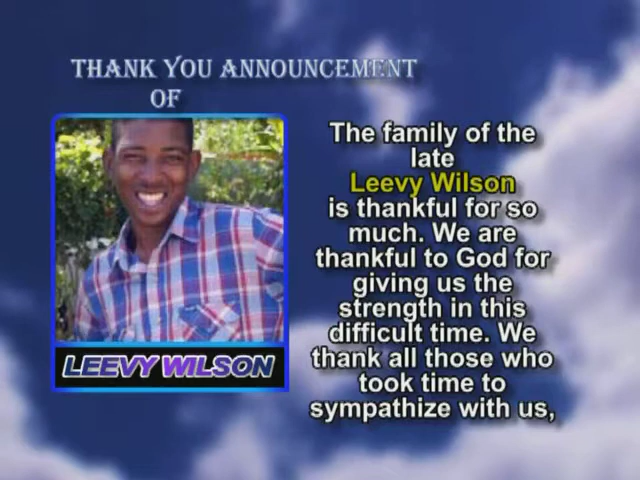 THANK YOU ANNOUNCEMENT
OF
LEEVY WILSON
The family of the
late
Leevy Wilson
is thankful for so
much. We are
thankful to God for
giving us the
strength in this
difficult time. We
thank all those who
took time to
sympathize with us,